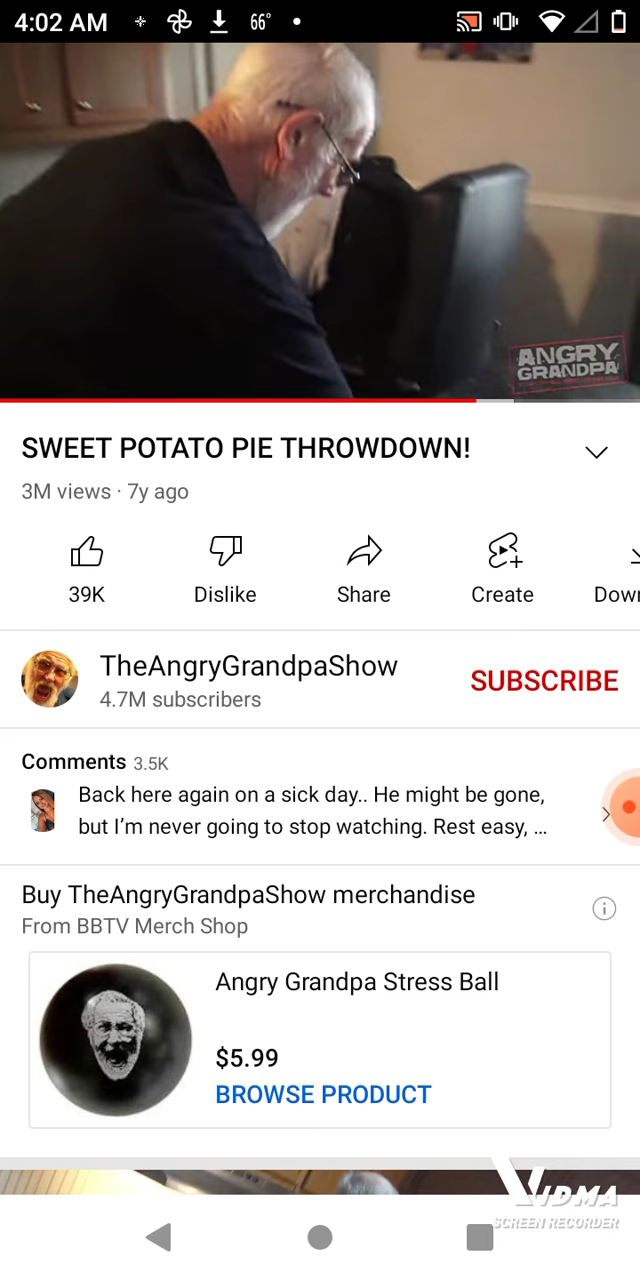 4:02 AM 66°
ANGRY
GRANDPA
SWEET POTATO PIE THROWDOWN!
3M views · 7y ago
39K Dislike Share Create Down
TheAngryGrandpaShow
4.7M subscribers
SUBSCRIBE
Comments 3.5K
Back here again on a sick day.. He might be gone,
but I’m never going to stop watching. Rest easy, ...
Buy TheAngryGrandpaShow merchandise
From BBTV Merch Shop
Angry Grandpa Stress Ball
$5.99
BROWSE PRODUCT
VIDMA
SCREEN RECORDER